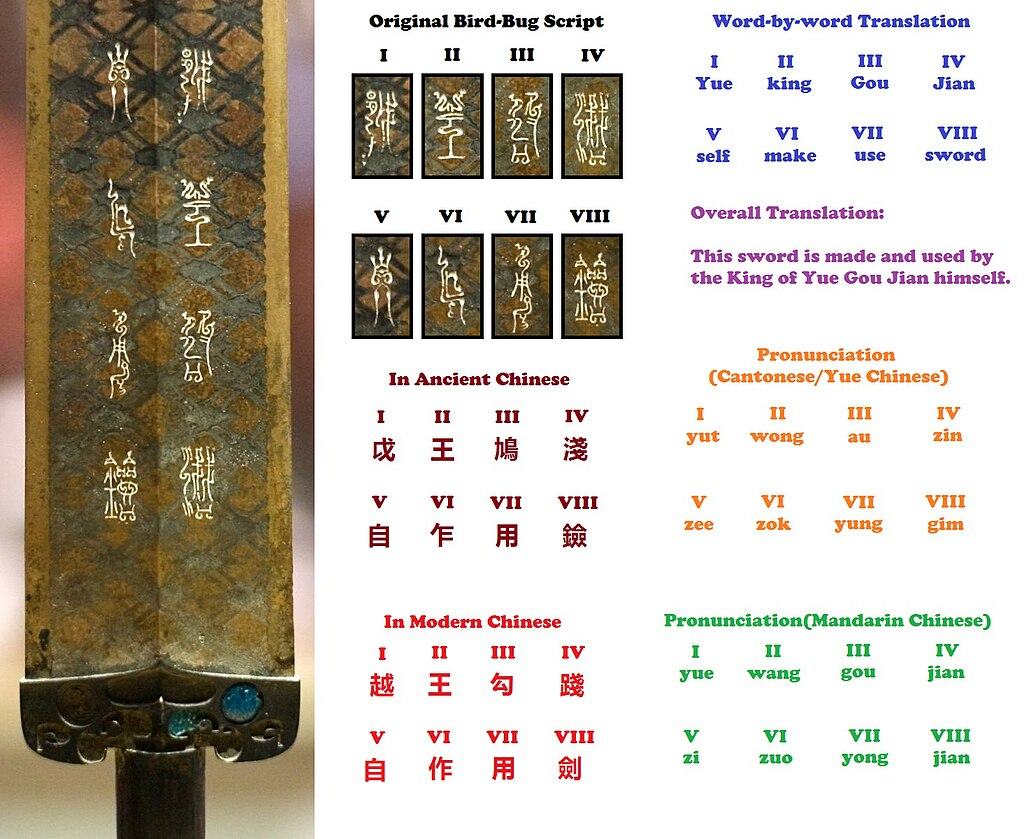 Original Bird-Bug Script
I II III IV
V VI VII VIII
In Ancient Chinese
I II III IV
戉 王 鳩 淺
V VI VII VIII
自 乍 用 鐱
In Modern Chinese
I II III IV
越 王 勾 踐
V VI VII VIII
自 作 用 劍
Word-by-word Translation
I II III IV
Yue king Gou Jian
V VI VII VIII
self make use sword
Overall Translation:
This sword is made and used by
the King of Yue Gou Jian himself.
Pronunciation
(Cantonese/Yue Chinese)
I II III IV
yut wong au zin
V VI VII VIII
zee zok yung gim
Pronunciation(Mandarin Chinese)
I II III IV
yue wang gou jian
V VI VII VIII
zi zuo yong jian